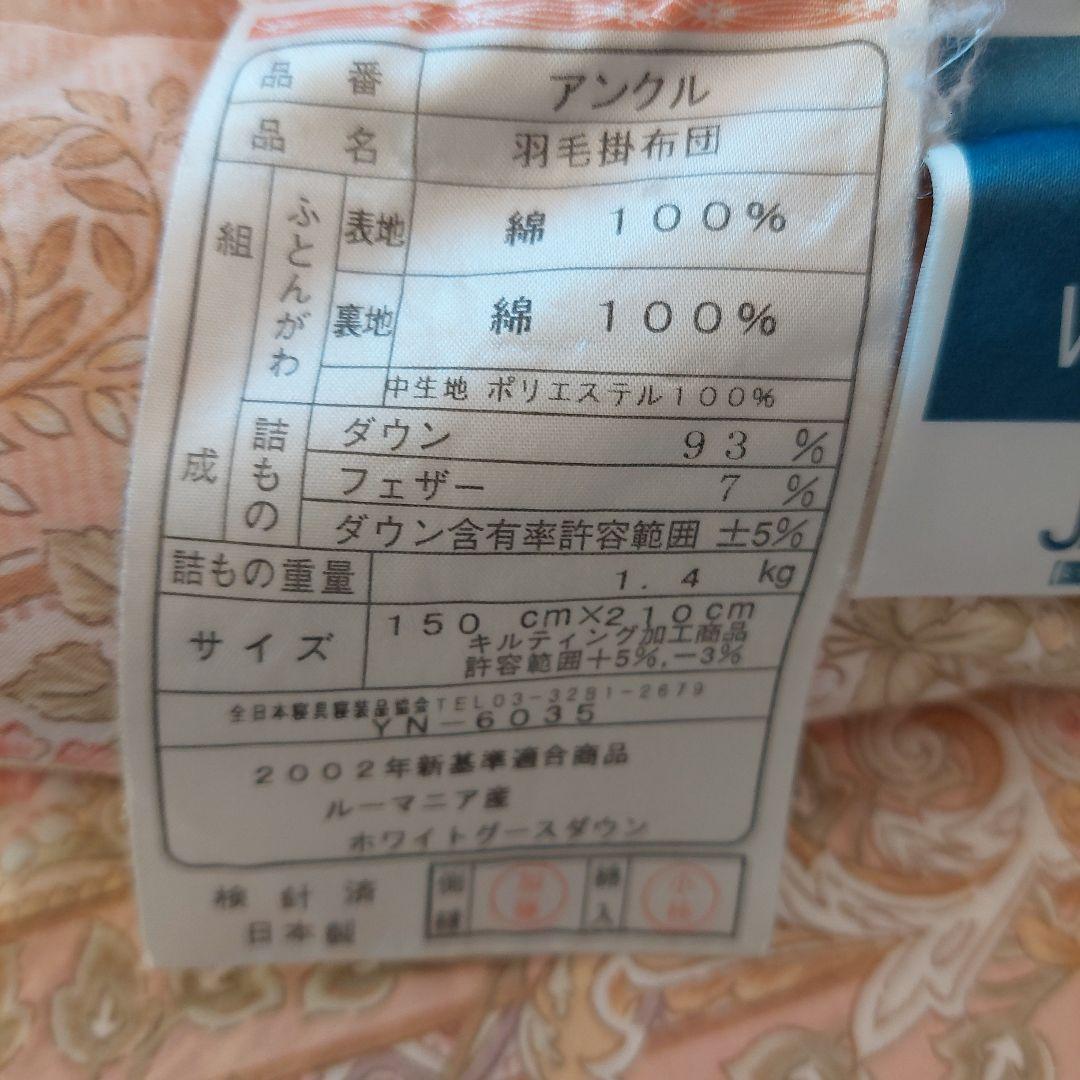 品番 アンクル
品名 羽毛掛布団
組成
ふとんがわ
表地 綿 100%
裏地 綿 100%
中生地 ポリエステル100%
詰もの
ダウン 93 %
フェザー 7 %
ダウン含有率許容範囲 ±5%
詰もの重量 1.4 kg
サイズ 150 cm×210cm
キルティング加工商品
許容範囲+5%,-3%
全日本寝具寝装品協会TEL03-3281-2679
YN-6035
2002年新基準適合商品
ルーマニア産
ホワイトグースダウン
検針済
日本製
側縫
綿入